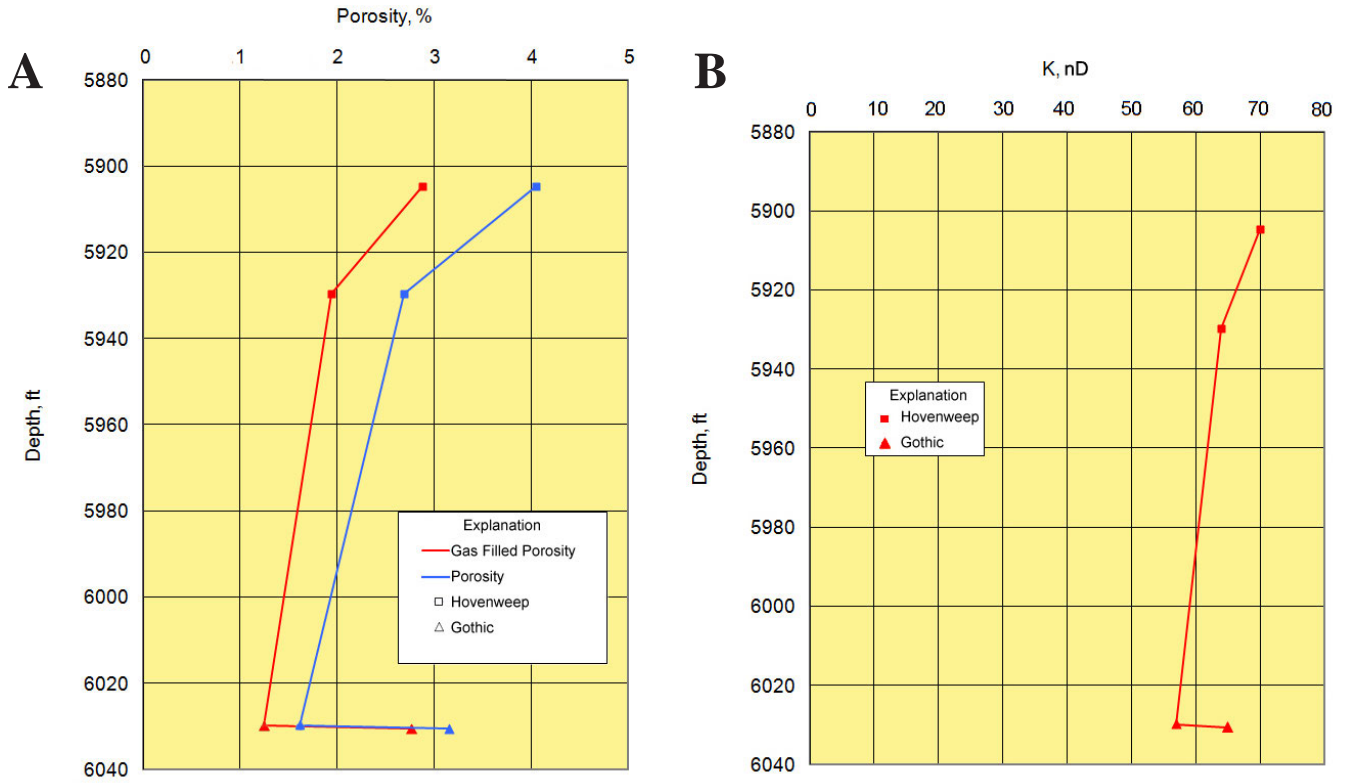 A
Porosity, %
0 .1 2 3 4 5
5880
5900
5920
5940
5960
5980
6000
6020
6040
Depth, ft
Explanation
Gas Filled Porosity
Porosity
Hovenweep
Gothic
B
K, nD
0 10 20 30 40 50 60 70 80
5880
5900
5920
5940
5960
5980
6000
6020
6040
Depth, ft
Explanation
Hovenweep
Gothic